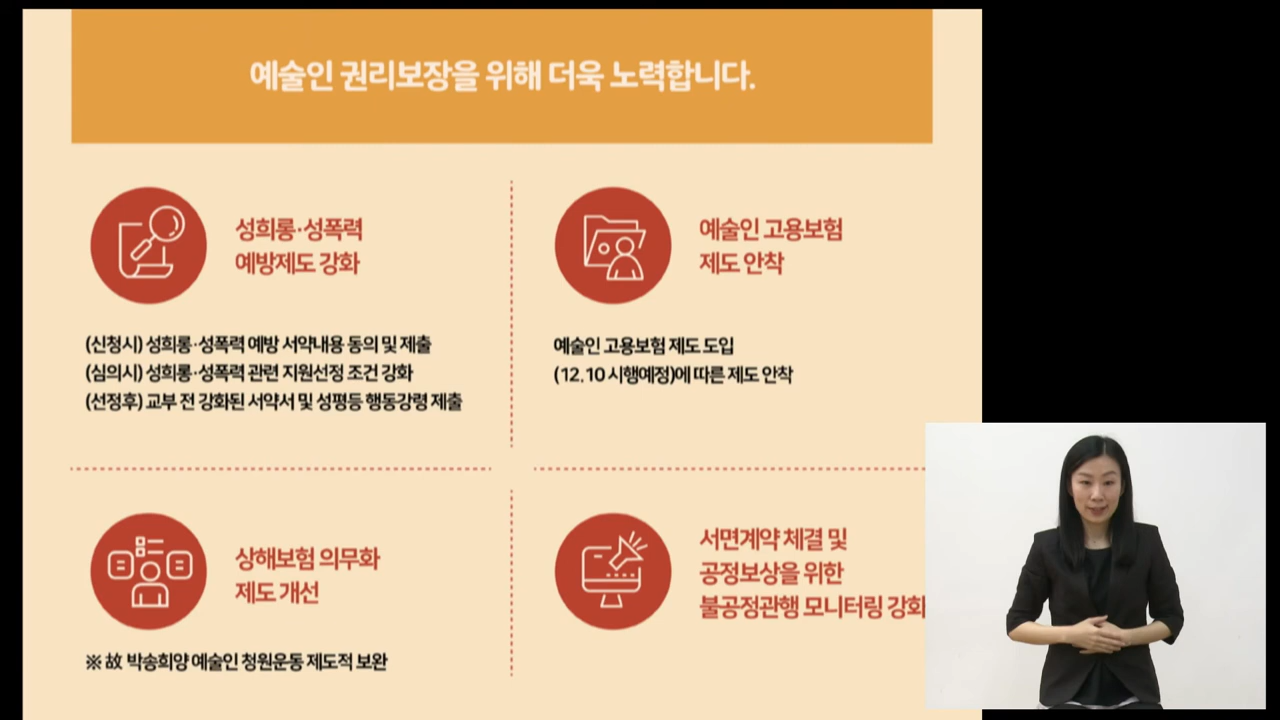 예술인 권리보장을 위해 더욱 노력합니다.
성희롱·성폭력
예방제도 강화
(신청시) 성희롱·성폭력 예방 서약내용 동의 및 제출
(심의시) 성희롱·성폭력 관련 지원선정 조건 강화
(선정후) 교부 전 강화된 서약서 및 성평등 행동강령 제출
예술인 고용보험
제도 안착
예술인 고용보험 제도 도입
(12.10 시행예정)에 따른 제도 안착
상해보험 의무화
제도 개선
※ 故 박송희양 예술인 청원운동 제도적 보완
서면계약 체결 및
공정보상을 위한
불공정관행 모니터링 강화